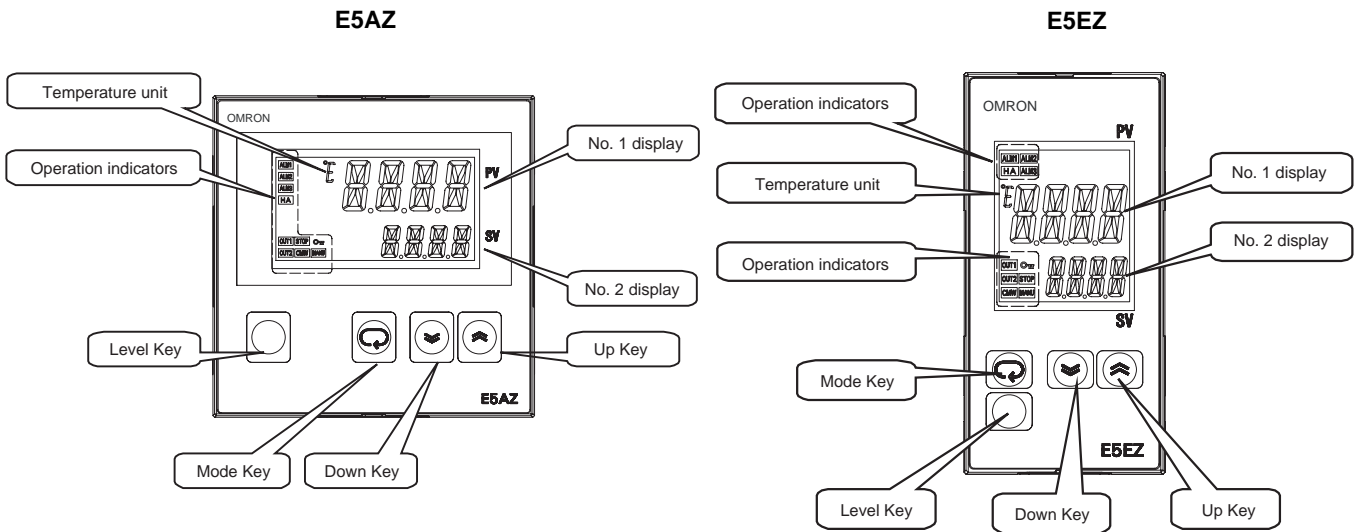 E5AZ
Temperature unit
Operation indicators
OMRON
ALM1
ALM2
ALM3
HA
PV
SV
OUT1 STOP
OUT2 CMW MANU
No. 1 display
No. 2 display
Level Key
Up Key
E5AZ
Mode Key
Down Key
E5EZ
Operation indicators
Temperature unit
Operation indicators
OMRON
PV
ALM1 ALM2
HA ALM3
OUT1
OUT2 STOP
CMW MANU
SV
No. 1 display
No. 2 display
Mode Key
E5EZ
Level Key
Down Key
Up Key